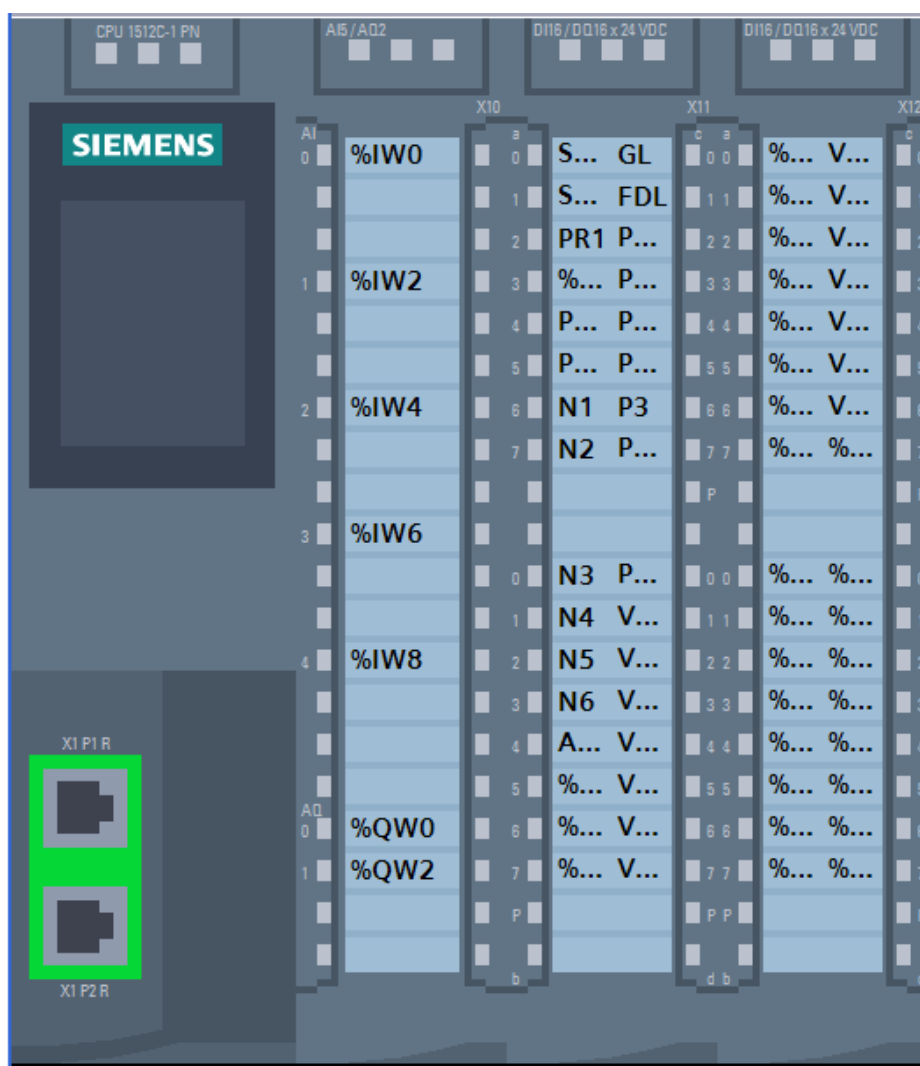 CPU 1512C-1 PN AI5 / AQ2 DI16 / DQ16 x 24 VDC DI16 / DQ16 x 24 VDC
X10 X11 X12
SIEMENS
AI a c a c
0 %IW0 0 S... GL 0 0 %... V...
1 S... FDL 1 1 %... V...
2 PR1 P... 2 2 %... V...
1 %IW2 3 %... P... 3 3 %... V...
4 P... P... 4 4 %... V...
5 P... P... 5 5 %... V...
2 %IW4 6 N1 P3 6 6 %... V...
7 N2 P... 7 7 %... %...
P
3 %IW6
0 N3 P... 0 0 %... %...
1 N4 V... 1 1 %... %...
4 %IW8 2 N5 V... 2 2 %... %...
3 N6 V... 3 3 %... %...
X1 P1 R 4 A... V... 4 4 %... %...
5 %... V... 5 5 %... %...
AQ
0 %QW0 6 %... V... 6 6 %... %...
1 %QW2 7 %... V... 7 7 %... %...
P P P
b d b
X1 P2 R